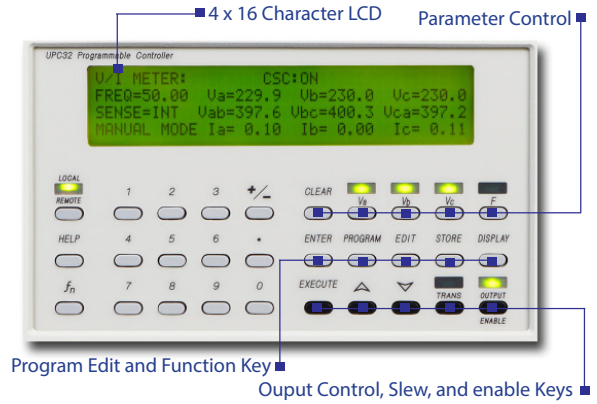 4 x 16 Character LCD
Parameter Control
UPC32 Programmable Controller
V/I METER: CSC:ON
FREQ=50.00 Va=229.9 Vb=230.0 Vc=230.0
SENSE=INT Vab=397.6 Vbc=400.3 Vca=397.2
MANUAL MODE Ia= 0.10 Ib= 0.00 Ic= 0.11
LOCAL
REMOTE
1 2 3 +/_ CLEAR Va Vb Vc F
HELP 4 5 6 • ENTER PROGRAM EDIT STORE DISPLAY
fn 7 8 9 0 EXECUTE TRANS OUTPUT
ENABLE
Program Edit and Function Key
Ouput Control, Slew, and enable Keys